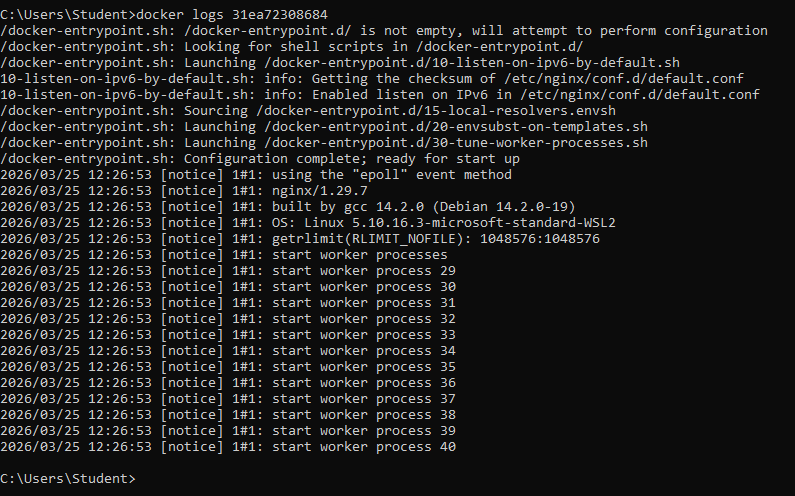 C:\Users\Student>docker logs 31ea72308684
/docker-entrypoint.sh: /docker-entrypoint.d/ is not empty, will attempt to perform configuration
/docker-entrypoint.sh: Looking for shell scripts in /docker-entrypoint.d/
/docker-entrypoint.sh: Launching /docker-entrypoint.d/10-listen-on-ipv6-by-default.sh
10-listen-on-ipv6-by-default.sh: info: Getting the checksum of /etc/nginx/conf.d/default.conf
10-listen-on-ipv6-by-default.sh: info: Enabled listen on IPv6 in /etc/nginx/conf.d/default.conf
/docker-entrypoint.sh: Sourcing /docker-entrypoint.d/15-local-resolvers.envsh
/docker-entrypoint.sh: Launching /docker-entrypoint.d/20-envsubst-on-templates.sh
/docker-entrypoint.sh: Launching /docker-entrypoint.d/30-tune-worker-processes.sh
/docker-entrypoint.sh: Configuration complete; ready for start up
2026/03/25 12:26:53 [notice] 1#1: using the "epoll" event method
2026/03/25 12:26:53 [notice] 1#1: nginx/1.29.7
2026/03/25 12:26:53 [notice] 1#1: built by gcc 14.2.0 (Debian 14.2.0-19)
2026/03/25 12:26:53 [notice] 1#1: OS: Linux 5.10.16.3-microsoft-standard-WSL2
2026/03/25 12:26:53 [notice] 1#1: getrlimit(RLIMIT_NOFILE): 1048576:1048576
2026/03/25 12:26:53 [notice] 1#1: start worker processes
2026/03/25 12:26:53 [notice] 1#1: start worker process 29
2026/03/25 12:26:53 [notice] 1#1: start worker process 30
2026/03/25 12:26:53 [notice] 1#1: start worker process 31
2026/03/25 12:26:53 [notice] 1#1: start worker process 32
2026/03/25 12:26:53 [notice] 1#1: start worker process 33
2026/03/25 12:26:53 [notice] 1#1: start worker process 34
2026/03/25 12:26:53 [notice] 1#1: start worker process 35
2026/03/25 12:26:53 [notice] 1#1: start worker process 36
2026/03/25 12:26:53 [notice] 1#1: start worker process 37
2026/03/25 12:26:53 [notice] 1#1: start worker process 38
2026/03/25 12:26:53 [notice] 1#1: start worker process 39
2026/03/25 12:26:53 [notice] 1#1: start worker process 40
C:\Users\Student>